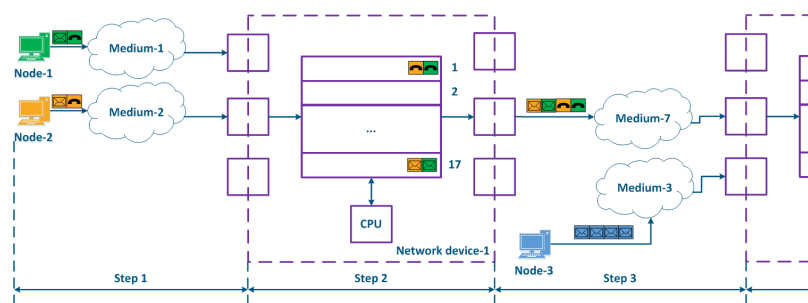 Node-1
Medium-1
Node-2
Medium-2
1
2
...
17
CPU
Network device-1
Medium-7
Medium-3
Node-3
Step 1
Step 2
Step 3